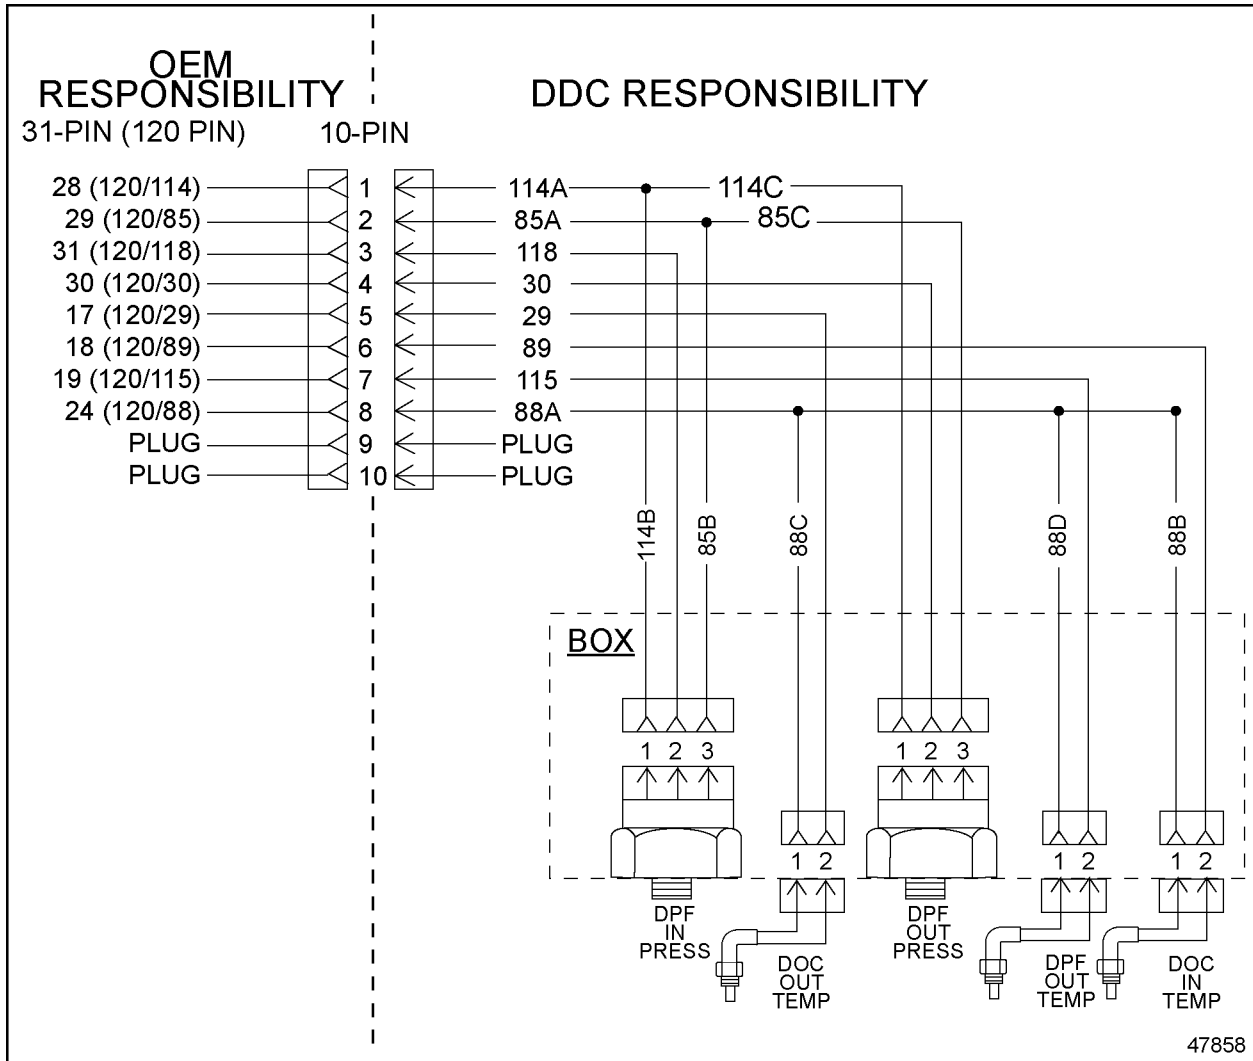 OEM
RESPONSIBILITY
DDC RESPONSIBILITY
31-PIN (120 PIN) 10-PIN
28 (120/114) 1 114A 114C
29 (120/85) 2 85A 85C
31 (120/118) 3 118
30 (120/30) 4 30
17 (120/29) 5 29
18 (120/89) 6 89
19 (120/115) 7 115
24 (120/88) 8 88A
PLUG 9 PLUG
PLUG 10 PLUG
114B 85B 88C 88D 88B
BOX
1 2 3 1 2 3
1 2 1 2 1 2
DPF
IN
PRESS
DOC
OUT
TEMP
DPF
OUT
PRESS
DPF
OUT
TEMP
DOC
IN
TEMP
47858